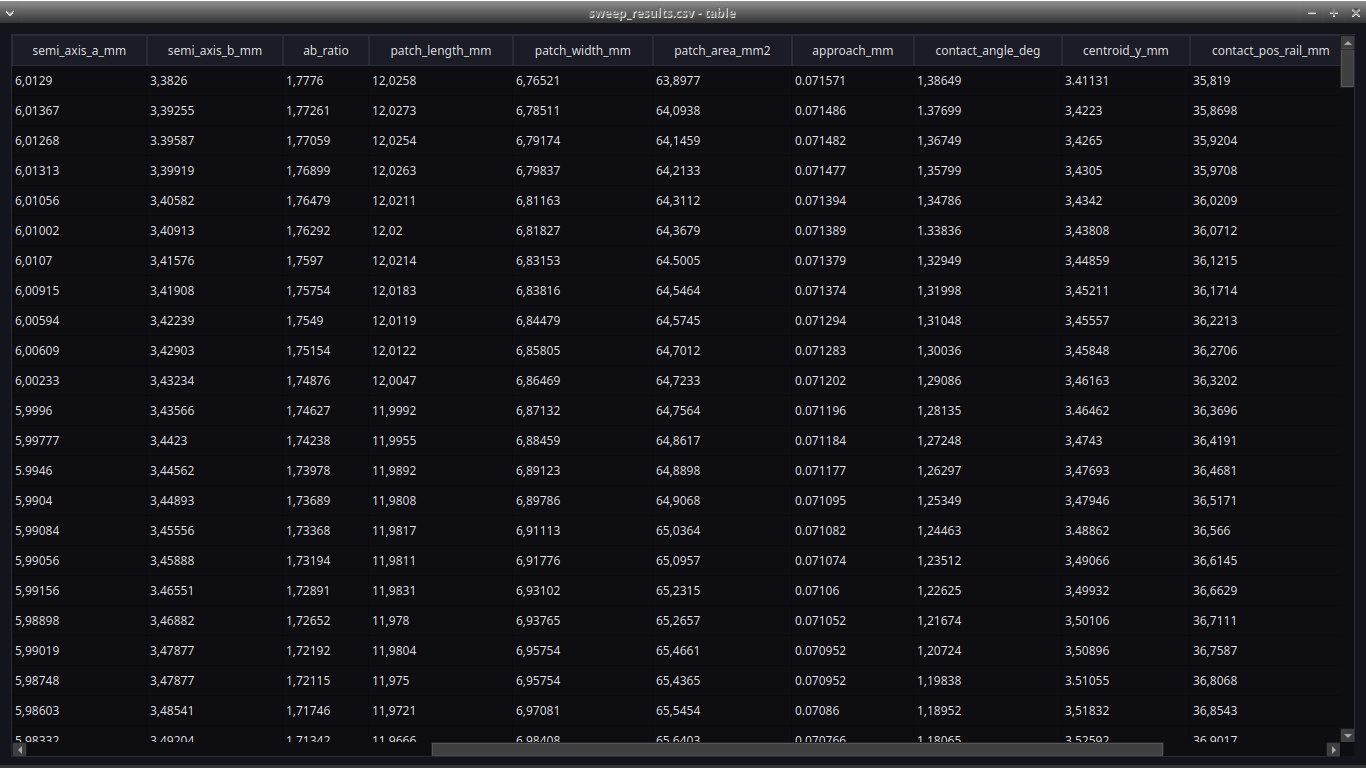 sweep_results.csv - table
semi_axis_a_mm semi_axis_b_mm ab_ratio patch_length_mm patch_width_mm patch_area_mm2 approach_mm contact_angle_deg centroid_y_mm contact_pos_rail_mm
6,0129 3,3826 1,7776 12,0258 6,76521 63,8977 0.071571 1,38649 3.41131 35,819
6,01367 3,39255 1,77261 12,0273 6,78511 64,0938 0.071486 1.37699 3,4223 35,8698
6,01268 3.39587 1,77059 12,0254 6,79174 64,1459 0.071482 1,36749 3,4265 35,9204
6,01313 3,39919 1,76899 12,0263 6,79837 64,2133 0.071477 1,35799 3,4305 35,9708
6,01056 3,40582 1,76479 12,0211 6,81163 64,3112 0.071394 1,34786 3,4342 36,0209
6,01002 3,40913 1,76292 12,02 6,81827 64,3679 0.071389 1.33836 3,43808 36,0712
6,0107 3,41576 1,7597 12,0214 6,83153 64.5005 0.071379 1,32949 3,44859 36,1215
6,00915 3,41908 1,75754 12,0183 6,83816 64,5464 0.071374 1,31998 3,45211 36,1714
6,00594 3,42239 1,7549 12,0119 6,84479 64,5745 0.071294 1,31048 3,45557 36,2213
6,00609 3,42903 1,75154 12,0122 6,85805 64,7012 0.071283 1,30036 3,45848 36,2706
6,00233 3,43234 1,74876 12,0047 6,86469 64,7233 0.071202 1,29086 3,46163 36,3202
5,9996 3,43566 1,74627 11,9992 6,87132 64,7564 0.071196 1,28135 3.46462 36,3696
5,99777 3,4423 1,74238 11,9955 6,88459 64,8617 0.071184 1,27248 3,4743 36,4191
5.9946 3,44562 1,73978 11,9892 6,89123 64,8898 0.071177 1,26297 3,47693 36,4681
5,9904 3,44893 1,73689 11,9808 6,89786 64,9068 0.071095 1,25349 3,47946 36,5171
5,99084 3,45556 1,73368 11,9817 6,91113 65,0364 0.071082 1,24463 3.48862 36,566
5,99056 3,45888 1,73194 11,9811 6,91776 65,0957 0.071074 1,23512 3,49066 36,6145
5,99156 3.46551 1,72891 11,9831 6,93102 65,2315 0.07106 1,22625 3,49932 36,6629
5,98898 3,46882 1,72652 11,978 6,93765 65,2657 0.071052 1,21674 3,50106 36,7111
5,99019 3,47877 1,72192 11,9804 6,95754 65,4661 0.070952 1,20724 3,50896 36,7587
5,98748 3,47877 1,72115 11,975 6,95754 65,4365 0.070952 1,19838 3.51055 36,8068
5,98603 3,48541 1,71746 11,9721 6,97081 65,5454 0.07086 1,18952 3,51832 36,8543
5,98332 3,49204 1,71342 11,9666 6,98408 65,6403 0.070766 1,18065 3,52592 36,9017